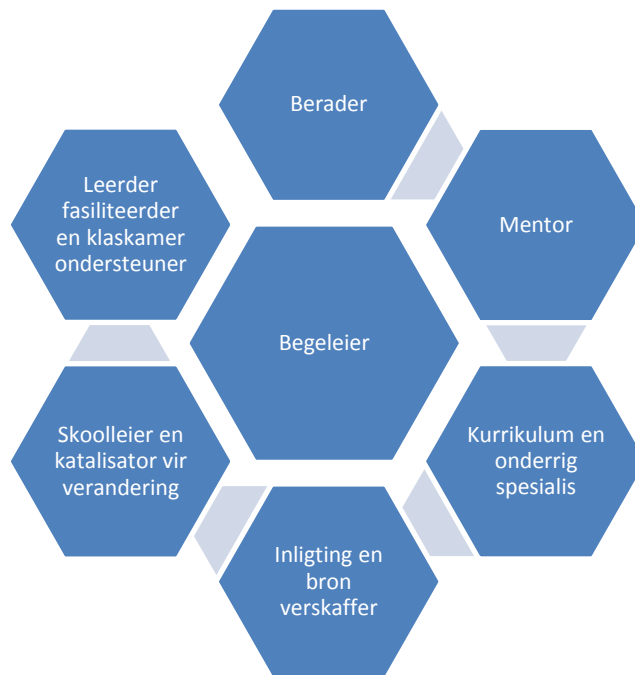 Berader
Mentor
Kurrikulum en
onderrig
spesialis
Inligting en
bron
verskaffer
Skoolleier en
katalisator vir
verandering
Leerder
fasiliteerder
en klaskamer
ondersteuner
Begeleier